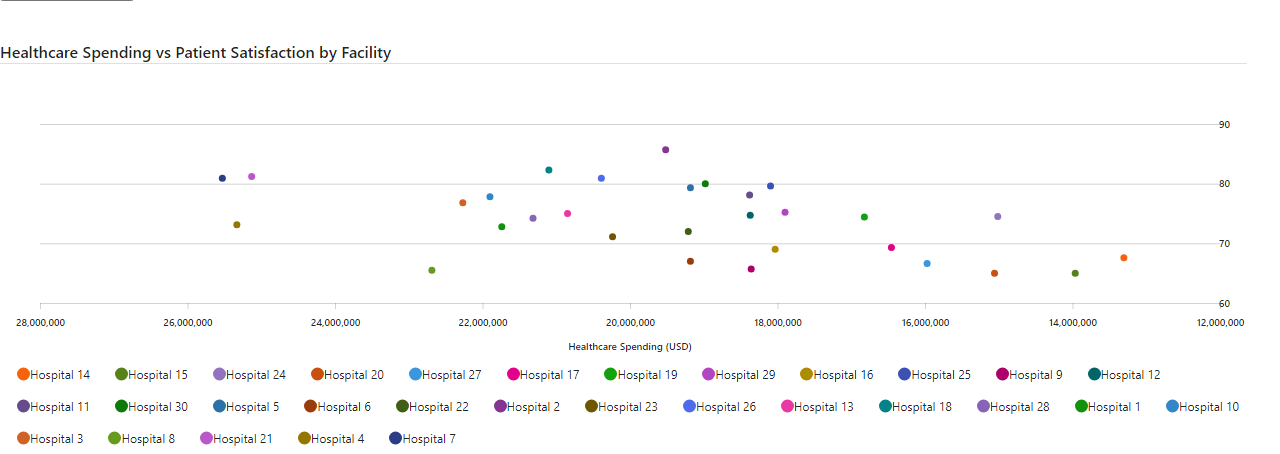 Healthcare Spending vs Patient Satisfaction by Facility
90
80
70
60
28,000,000 26,000,000 24,000,000 22,000,000 20,000,000 18,000,000 16,000,000 14,000,000 12,000,000
Healthcare Spending (USD)
Hospital 14 Hospital 15 Hospital 24 Hospital 20 Hospital 27 Hospital 17 Hospital 19 Hospital 29 Hospital 16 Hospital 25 Hospital 9 Hospital 12
Hospital 11 Hospital 30 Hospital 5 Hospital 6 Hospital 22 Hospital 2 Hospital 23 Hospital 26 Hospital 13 Hospital 18 Hospital 28 Hospital 1 Hospital 10
Hospital 3 Hospital 8 Hospital 21 Hospital 4 Hospital 7